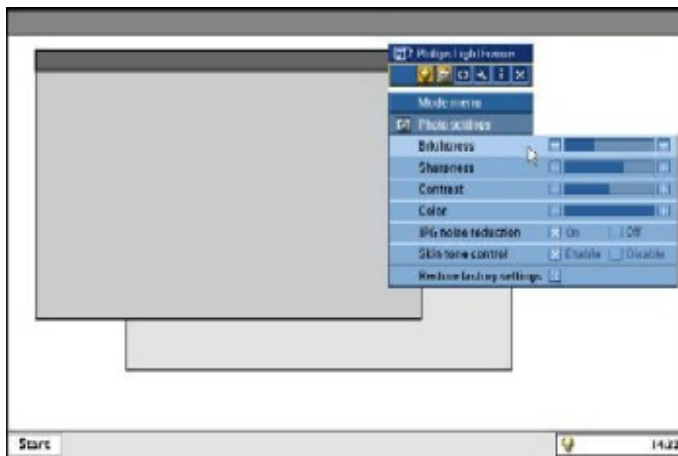 Philips LightFrame
Mode menu
Photo settings
Brightness
Sharpness
Contrast
Color
JPG noise reduction On Off
Skin tone control Enable Disable
Restore factory settings
Start